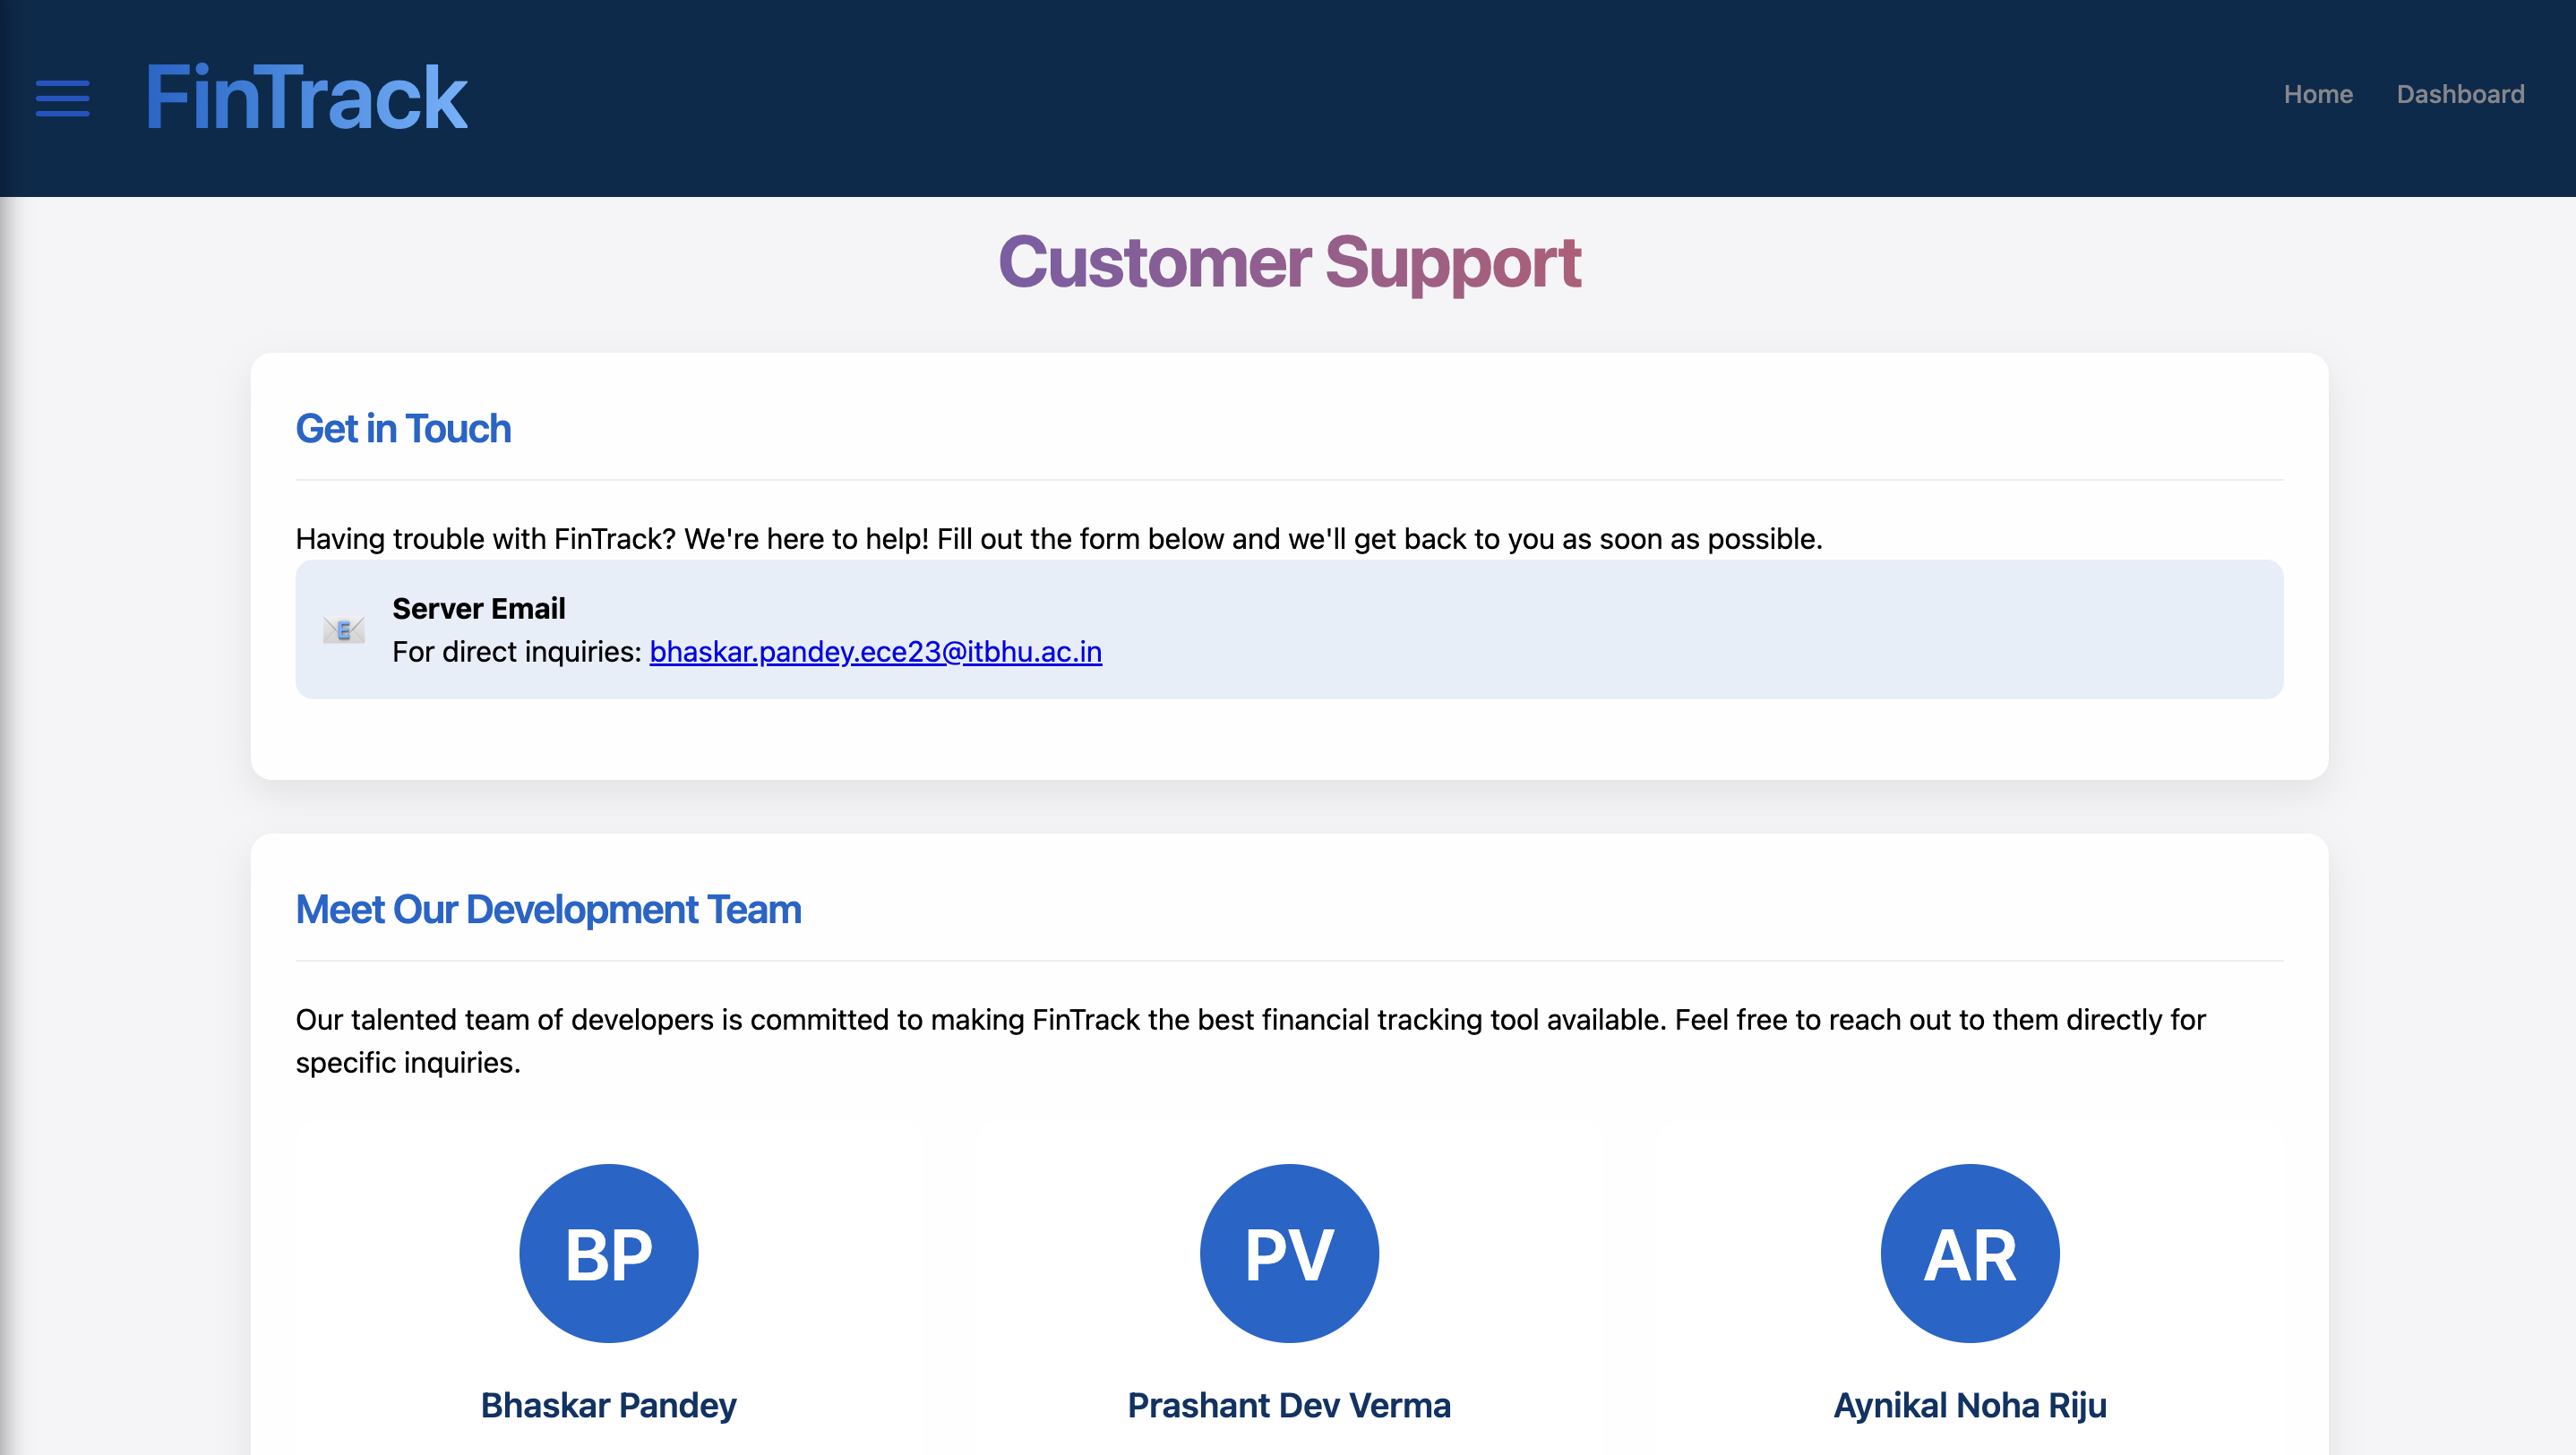 FinTrack
Home
Dashboard
Customer Support
Get in Touch
Having trouble with FinTrack? We're here to help! Fill out the form below and we'll get back to you as soon as possible.
E
Server Email
For direct inquiries: bhaskar.pandey.ece23@itbhu.ac.in
Meet Our Development Team
Our talented team of developers is committed to making FinTrack the best financial tracking tool available. Feel free to reach out to them directly for
specific inquiries.
BP
PV
AR
Bhaskar Pandey
Prashant Dev Verma
Aynikal Noha Riju